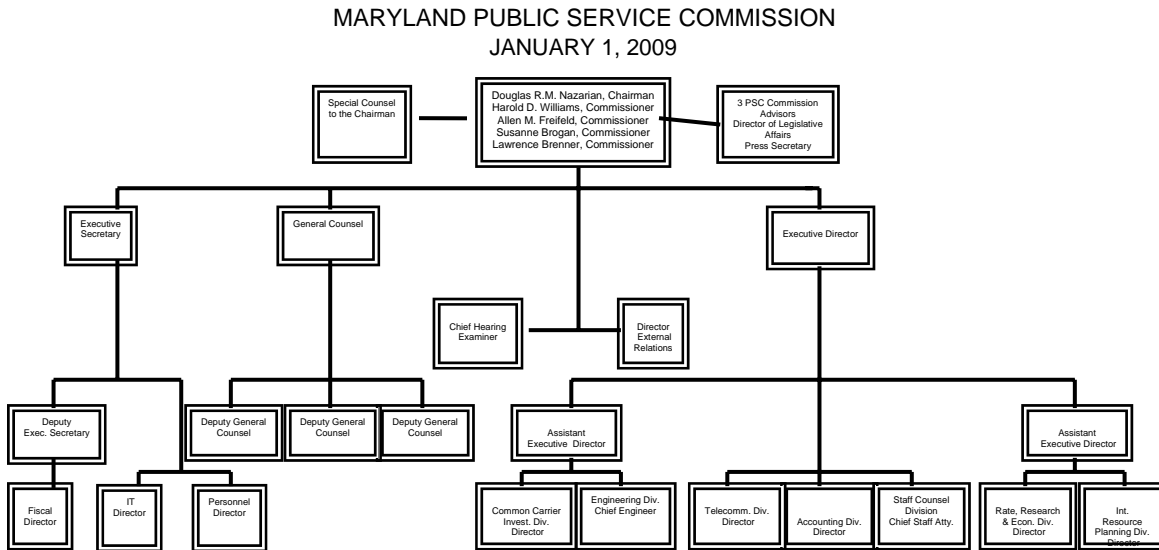 MARYLAND PUBLIC SERVICE COMMISSION
JANUARY 1, 2009
Special Counsel
to the Chairman
Douglas R.M. Nazarian, Chairman
Harold D. Williams, Commissioner
Allen M. Freifeld, Commissioner
Susanne Brogan, Commissioner
Lawrence Brenner, Commissioner
3 PSC Commission
Advisors
Director of Legislative
Affairs
Press Secretary
Executive
Secretary
General Counsel
Executive Director
Chief Hearing
Examiner
Director
External
Relations
Deputy
Exec. Secretary
Deputy General
Counsel
Deputy General
Counsel
Deputy General
Counsel
Assistant
Executive Director
Assistant
Executive Director
Fiscal
Director
IT
Director
Personnel
Director
Common Carrier
Invest. Div.
Director
Engineering Div.
Chief Engineer
Telecomm. Div.
Director
Accounting Div.
Director
Staff Counsel
Division
Chief Staff Atty.
Rate, Research
& Econ. Div.
Director
Int.
Resource
Planning Div.
Director